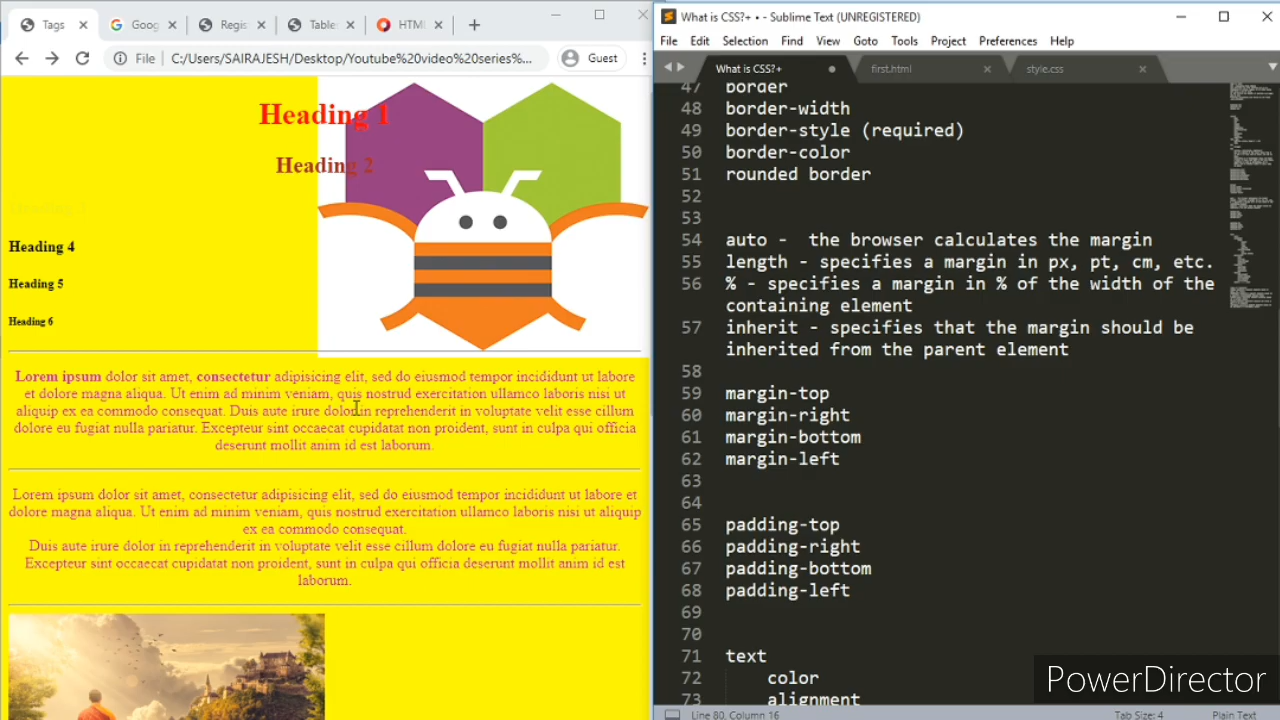 Tags
Goog
Regis
Table
HTMl
File
C:/Users/SAIRAJESH/Desktop/Youtube%20video%20series%...
Guest
Heading 1
Heading 2
Heading 3
Heading 4
Heading 5
Heading 6
Lorem ipsum dolor sit amet, consectetur adipisicing elit, sed do eiusmod tempor incididunt ut labore
et dolore magna aliqua. Ut enim ad minim veniam, quis nostrud exercitation ullamco laboris nisi ut
aliquip ex ea commodo consequat. Duis aute irure dolor in reprehenderit in voluptate velit esse cillum
dolore eu fugiat nulla pariatur. Excepteur sint occaecat cupidatat non proident, sunt in culpa qui officia
deserunt mollit anim id est laborum.
Lorem ipsum dolor sit amet, consectetur adipisicing elit, sed do eiusmod tempor incididunt ut labore et
dolore magna aliqua. Ut enim ad minim veniam, quis nostrud exercitation ullamco laboris nisi ut aliquip
ex ea commodo consequat.
Duis aute irure dolor in reprehenderit in voluptate velit esse cillum dolore eu fugiat nulla pariatur.
Excepteur sint occaecat cupidatat non proident, sunt in culpa qui officia deserunt mollit anim id est
laborum.
What is CSS?+ • - Sublime Text (UNREGISTERED)
File Edit Selection Find View Goto Tools Project Preferences Help
What is CSS?+
first.html
style.css
47 border
48 border-width
49 border-style (required)
50 border-color
51 rounded border
52
53
54 auto -  the browser calculates the margin
55 length - specifies a margin in px, pt, cm, etc.
56 % - specifies a margin in % of the width of the
containing element
57 inherit - specifies that the margin should be
inherited from the parent element
58
59 margin-top
60 margin-right
61 margin-bottom
62 margin-left
63
64
65 padding-top
66 padding-right
67 padding-bottom
68 padding-left
69
70
71 text
72 color
73 alignment
Line 80, Column 16
Tab Size: 4
Plain Text
PowerDirector